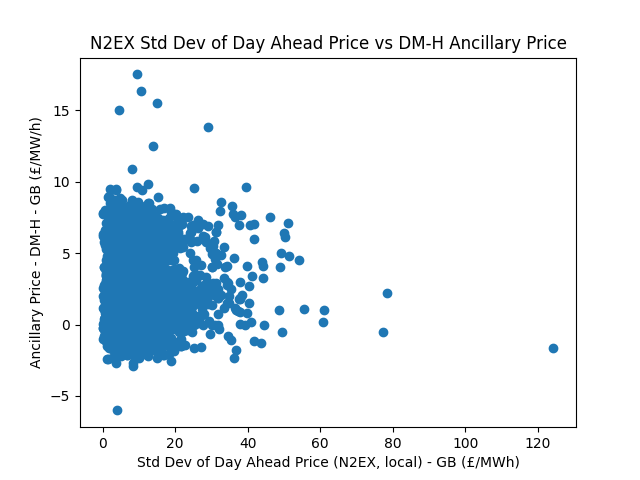 N2EX Std Dev of Day Ahead Price vs DM-H Ancillary Price
Ancillary Price - DM-H - GB (£/MW/h)
15
10
5
0
−5
0 20 40 60 80 100 120
Std Dev of Day Ahead Price (N2EX, local) - GB (£/MWh)